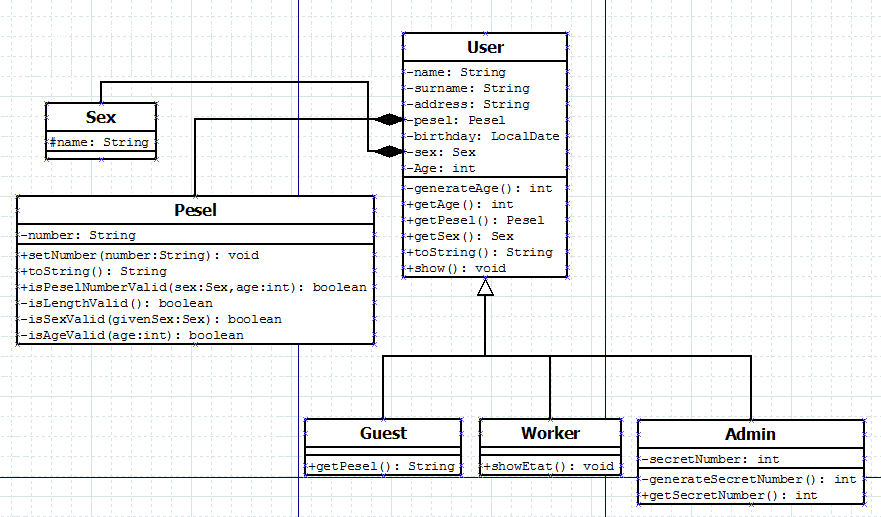 User
-name: String
-surname: String
-address: String
-pesel: Pesel
-birthday: LocalDate
-sex: Sex
-Age: int
-generateAge(): int
+getAge(): int
+getPesel(): Pesel
+getSex(): Sex
+toString(): String
+show(): void
Sex
#name: String
Pesel
-number: String
+setNumber(number:String): void
+toString(): String
+isPeselNumberValid(sex:Sex,age:int): boolean
-isLengthValid(): boolean
-isSexValid(givenSex:Sex): boolean
-isAgeValid(age:int): boolean
Guest
+getPesel(): String
Worker
+showEtat(): void
Admin
-secretNumber: int
-generateSecretNumber(): int
+getSecretNumber(): int